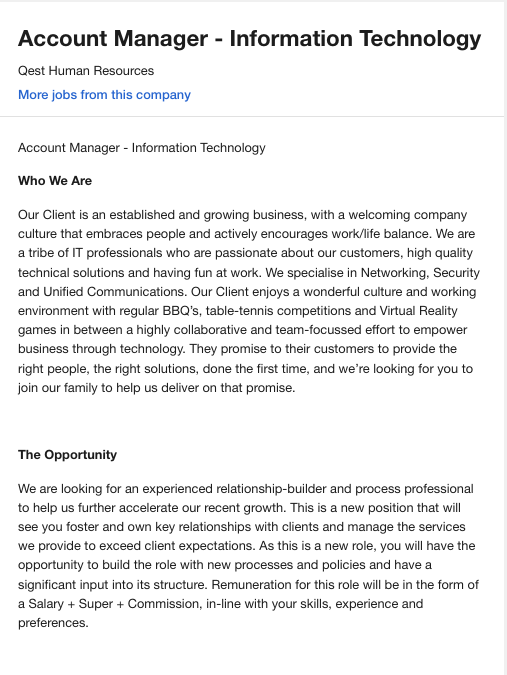 Account Manager - Information Technology
Qest Human Resources
More jobs from this company
Account Manager - Information Technology
Who We Are
Our Client is an established and growing business, with a welcoming company
culture that embraces people and actively encourages work/life balance. We are
a tribe of IT professionals who are passionate about our customers, high quality
technical solutions and having fun at work. We specialise in Networking, Security
and Unified Communications. Our Client enjoys a wonderful culture and working
environment with regular BBQ’s, table-tennis competitions and Virtual Reality
games in between a highly collaborative and team-focussed effort to empower
business through technology. They promise to their customers to provide the
right people, the right solutions, done the first time, and we’re looking for you to
join our family to help us deliver on that promise.
The Opportunity
We are looking for an experienced relationship-builder and process professional
to help us further accelerate our recent growth. This is a new position that will
see you foster and own key relationships with clients and manage the services
we provide to exceed client expectations. As this is a new role, you will have the
opportunity to build the role with new processes and policies and have a
significant input into its structure. Remuneration for this role will be in the form of
a Salary + Super + Commission, in-line with your skills, experience and
preferences.